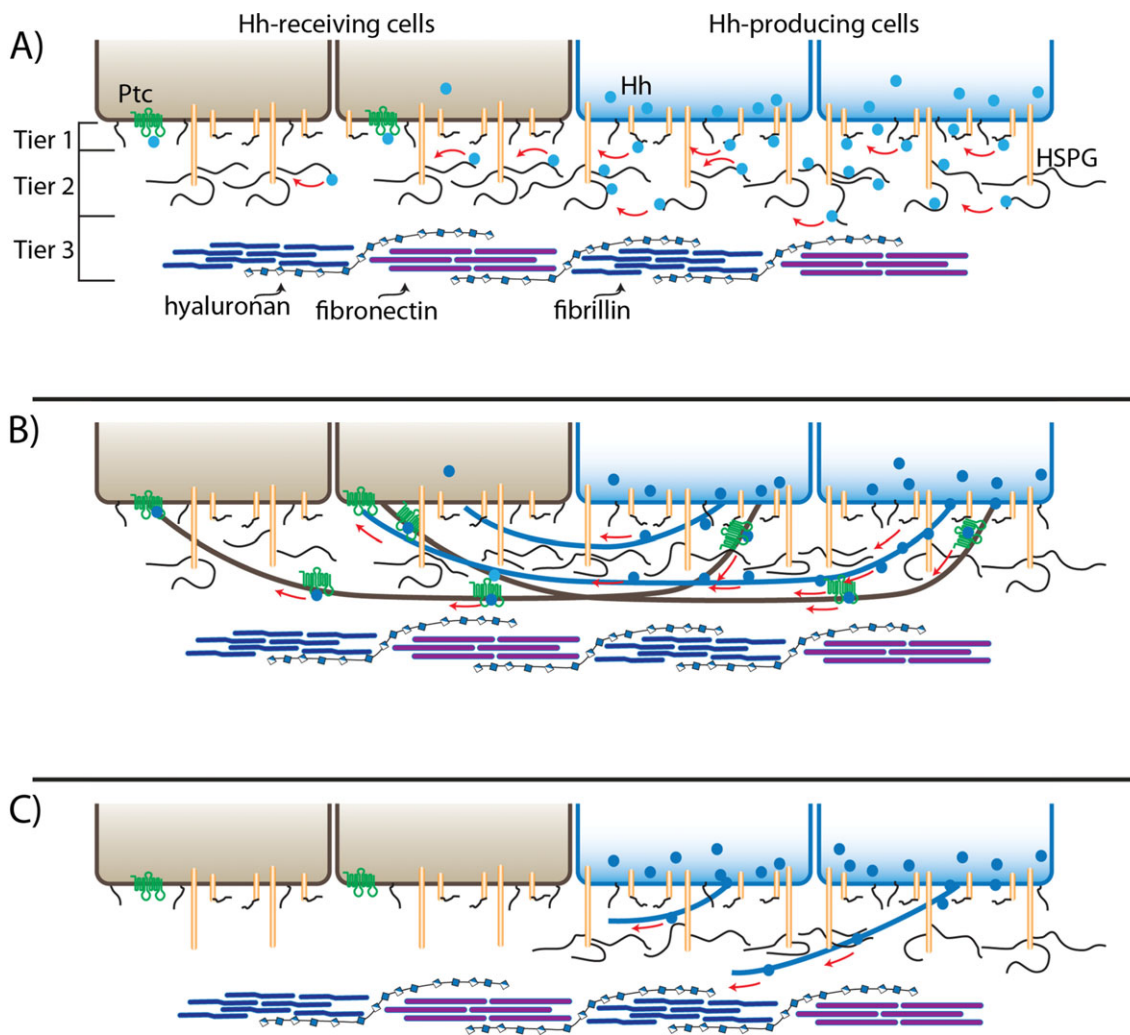 Hh-receiving cells
Hh-producing cells
A)
Ptc
Hh
Tier 1
HSPG
Tier 2
Tier 3
hyaluronan
fibronectin
fibrillin
B)
C)